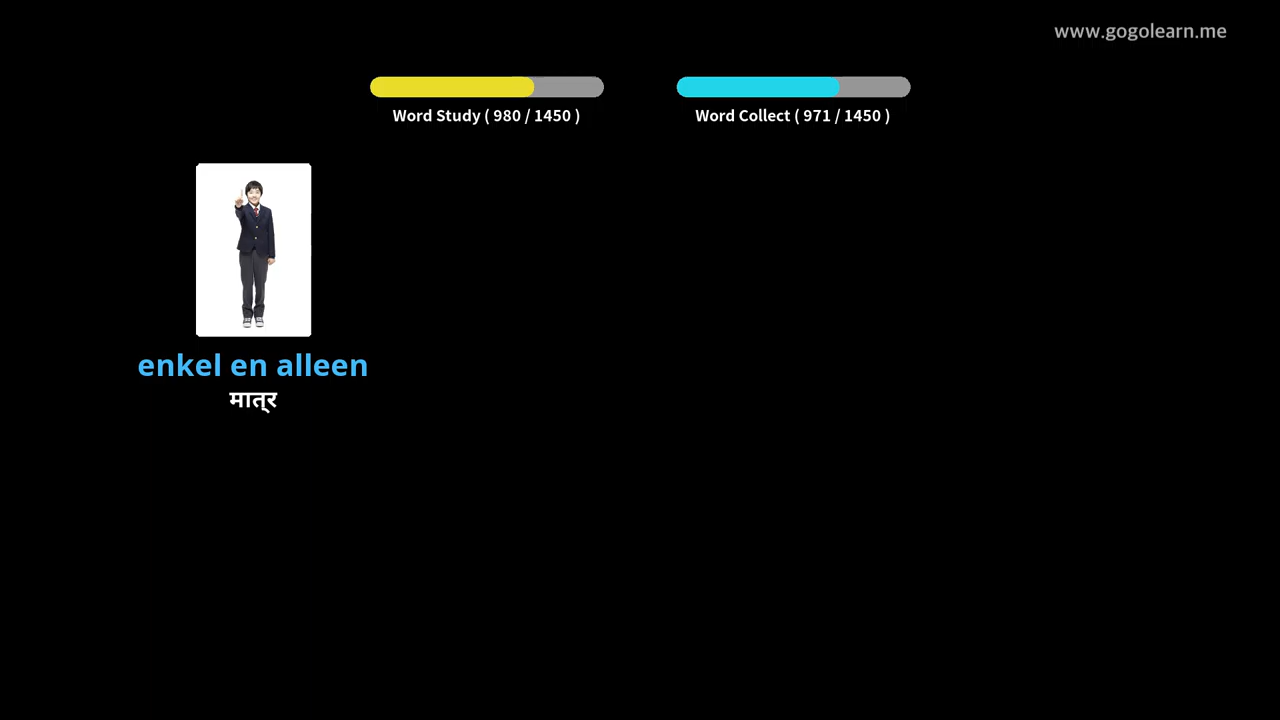 www.gogolearn.me
Word Study ( 980 / 1450 )
Word Collect ( 971 / 1450 )
enkel en alleen
मात्र